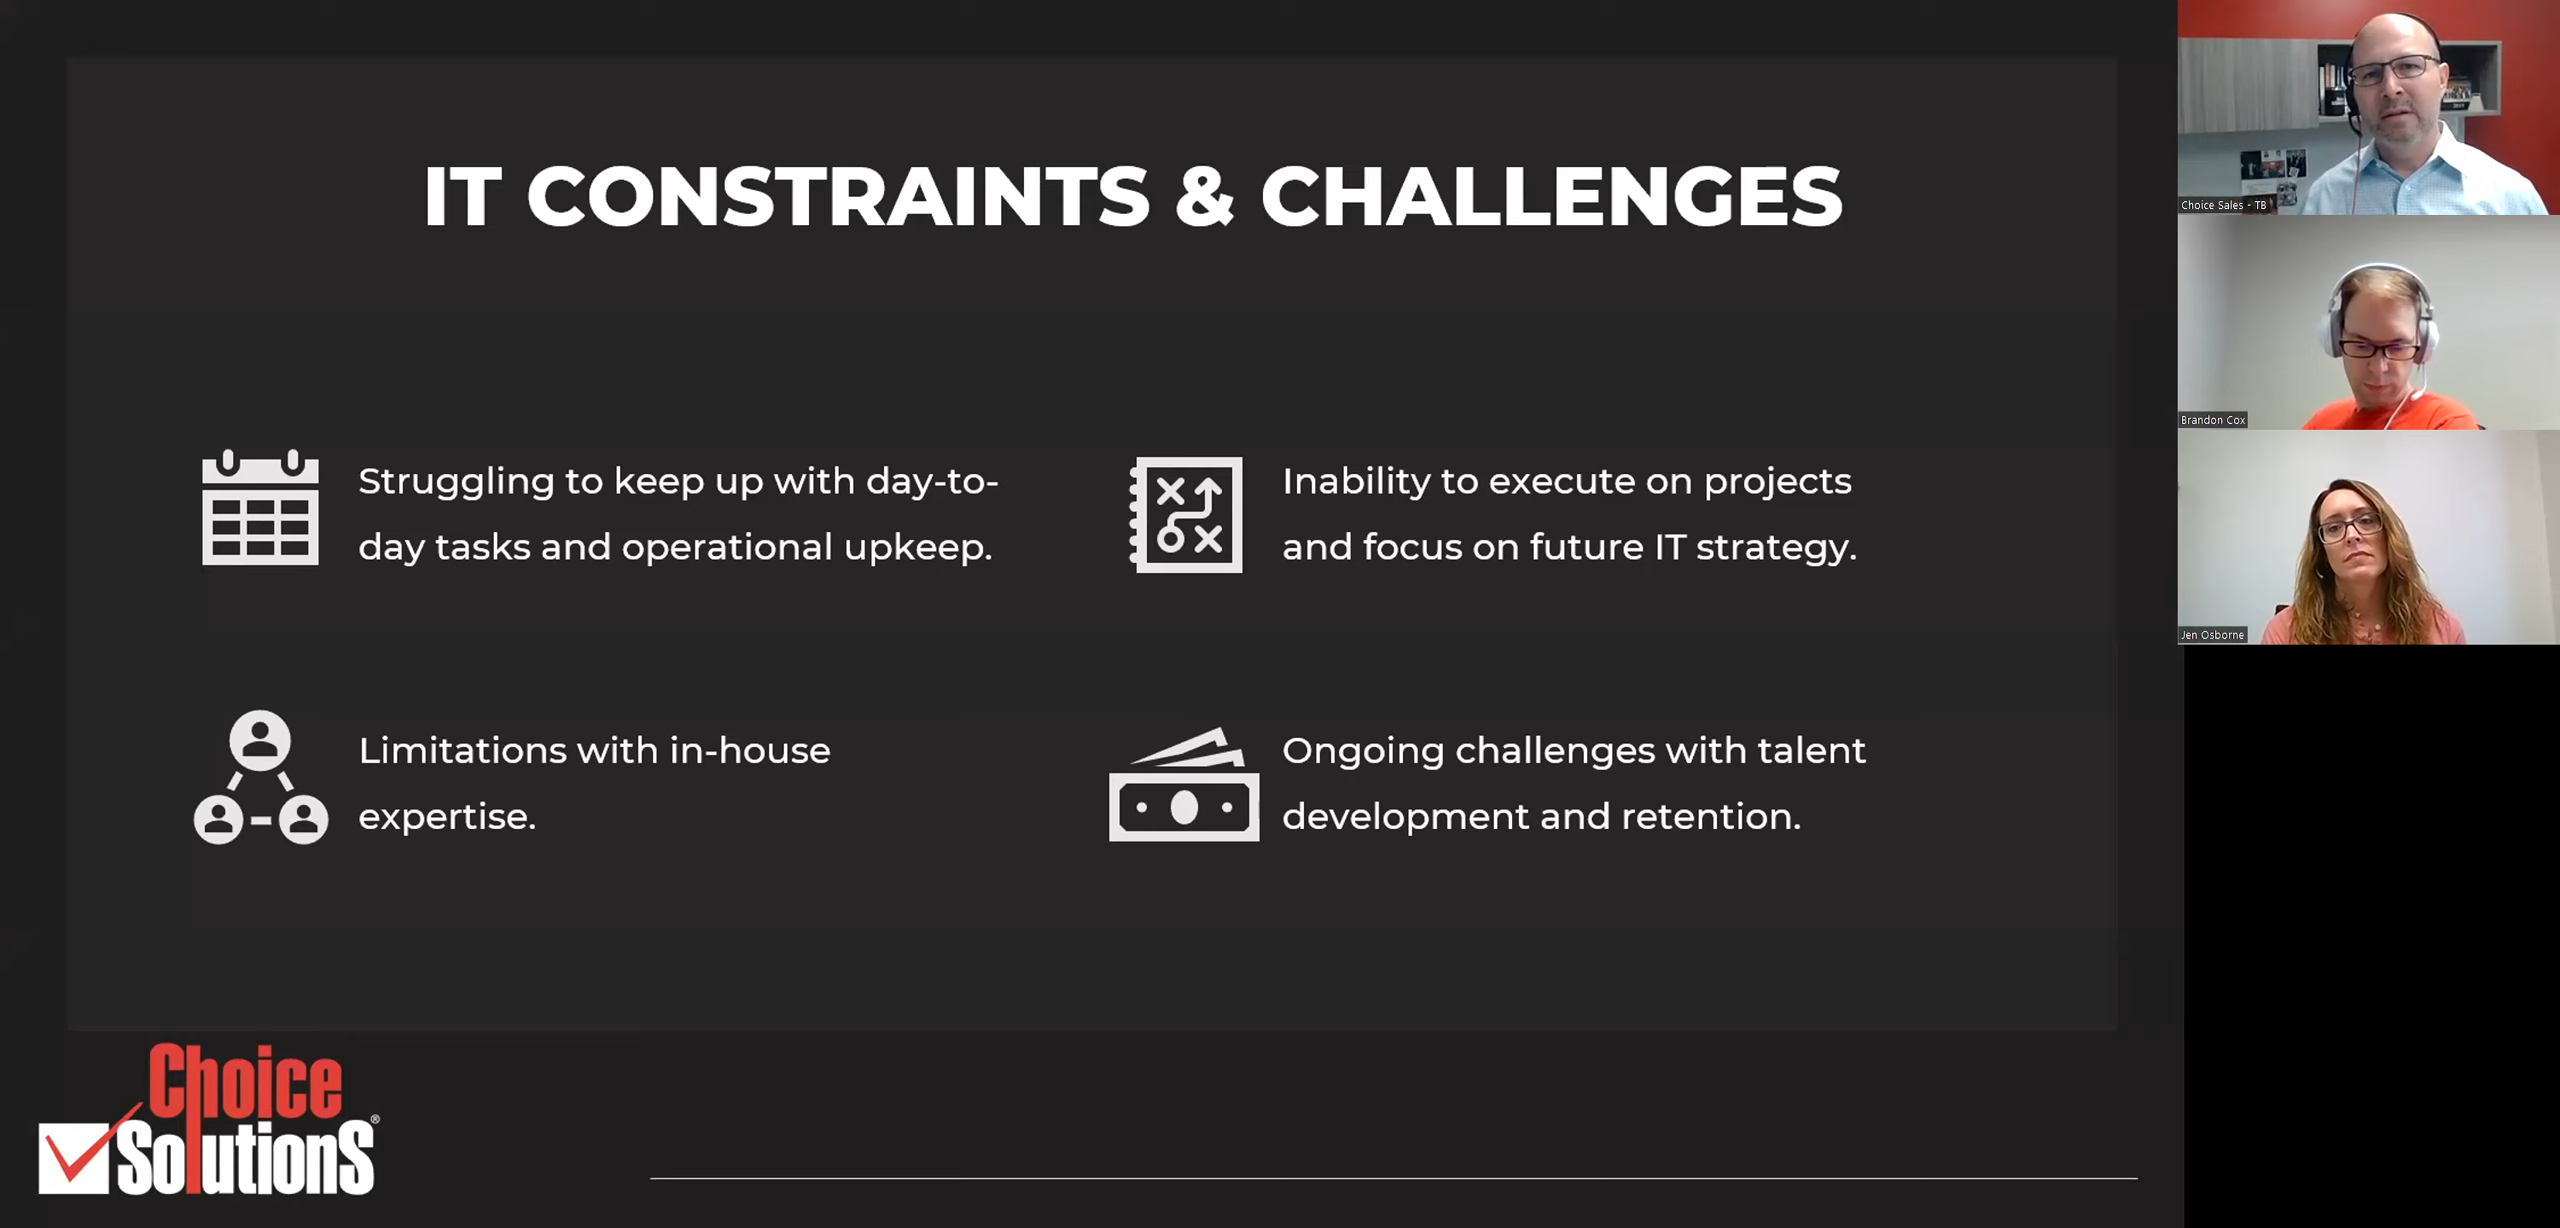 IT CONSTRAINTS & CHALLENGES
Struggling to keep up with day-to-
day tasks and operational upkeep.
Inability to execute on projects
and focus on future IT strategy.
Limitations with in-house
expertise.
Ongoing challenges with talent
development and retention.
Choice
Solutions®
Choice Sales - TB
Brandon Cox
Jen Osborne